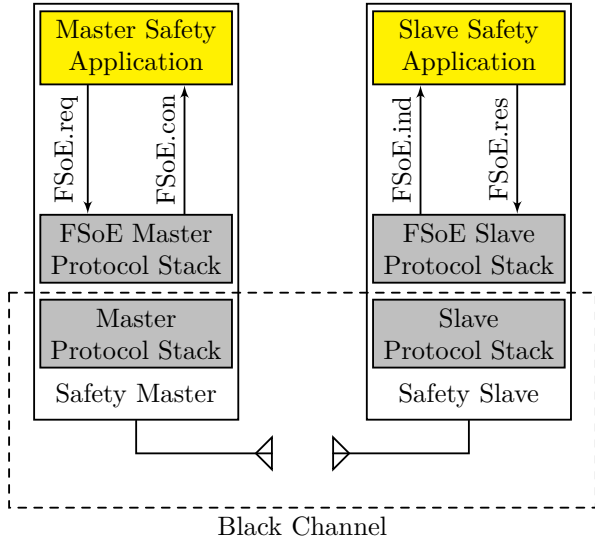 Master Safety
Application
FSoE.req
FSoE.con
FSoE Master
Protocol Stack
Master
Protocol Stack
Safety Master
Slave Safety
Application
FSoE.ind
FSoE.res
FSoE Slave
Protocol Stack
Slave
Protocol Stack
Safety Slave
Black Channel